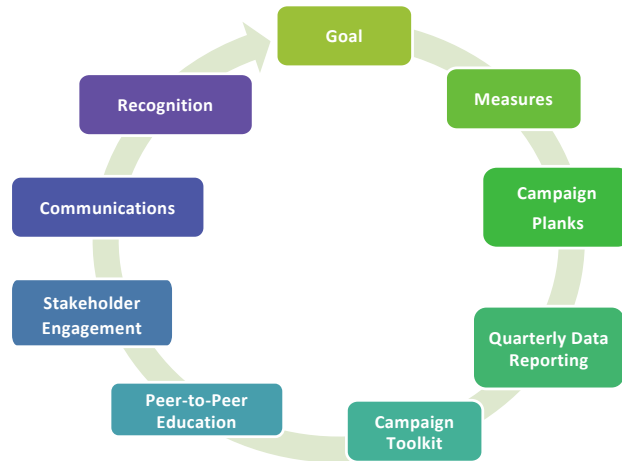 Goal
Measures
Campaign
Planks
Quarterly Data
Reporting
Campaign
Toolkit
Peer-to-Peer
Education
Stakeholder
Engagement
Communications
Recognition